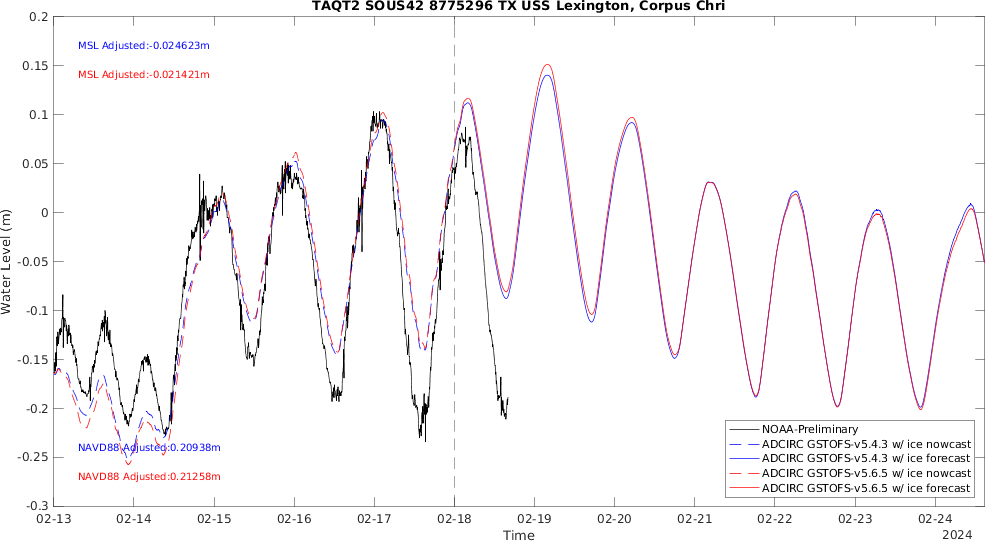 TAQT2 SOUS42 8775296 TX USS Lexington, Corpus Chri
MSL Adjusted:-0.024623m
MSL Adjusted:-0.021421m
NAVD88 Adjusted:0.20938m
NAVD88 Adjusted:0.21258m
Water Level (m)
0.2
0.15
0.1
0.05
0
-0.05
-0.1
-0.15
-0.2
-0.25
-0.3
NOAA-Preliminary
ADCIRC GSTOFS-v5.4.3 w/ ice nowcast
ADCIRC GSTOFS-v5.4.3 w/ ice forecast
ADCIRC GSTOFS-v5.6.5 w/ ice nowcast
ADCIRC GSTOFS-v5.6.5 w/ ice forecast
02-13 02-14 02-15 02-16 02-17 02-18 02-19 02-20 02-21 02-22 02-23 02-24
Time
2024